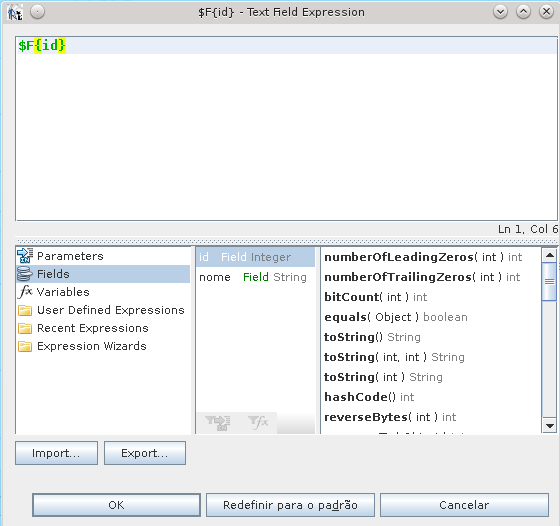 $F{id} - Text Field Expression
$F{id}
Ln 1, Col 6
Parameters
Fields
Variables
User Defined Expressions
Recent Expressions
Expression Wizards
id Field Integer
nome Field String
numberOfLeadingZeros( int ) int
numberOfTrailingZeros( int ) int
bitCount( int ) int
equals( Object ) boolean
toString() String
toString( int, int ) String
toString( int ) String
hashCode() int
reverseBytes( int ) int
Import...
Export...
OK
Redefinir para o padrão
Cancelar